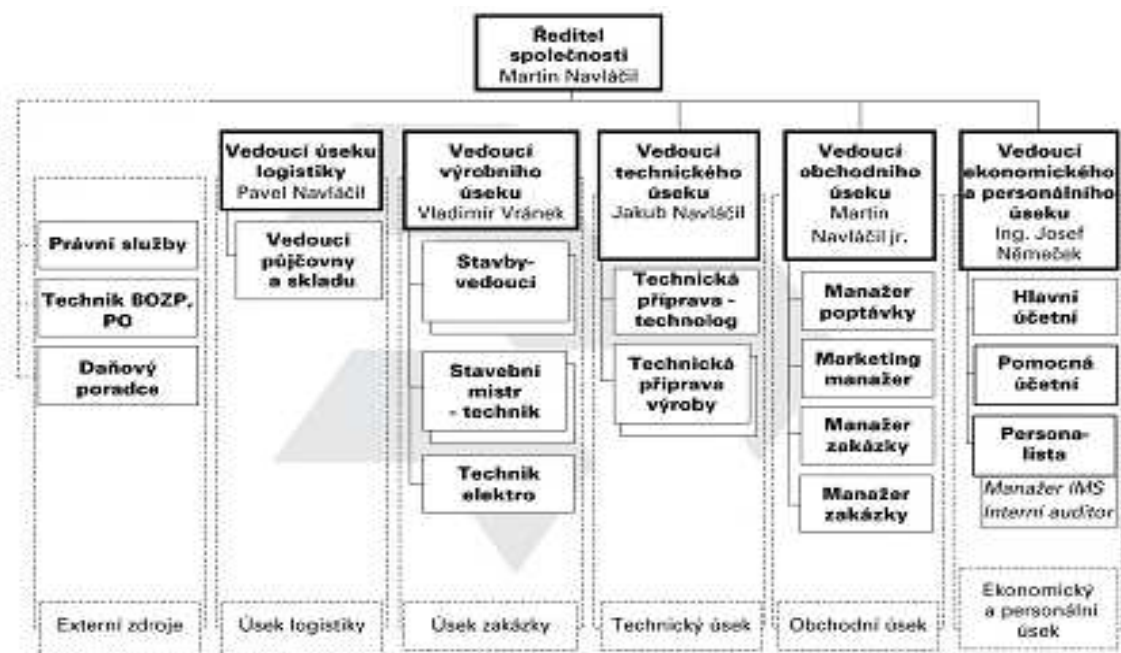 Ředitel
společnosti
Martin Navláčil
Vedoucí úseku
logistiky
Pavel Navláčil
Vedoucí
výrobního
úseku
Vladimír Vránek
Vedoucí
technického
úseku
Jakub Navláčil
Vedoucí
obchodního
úseku
Martin
Navláčil jr.
Vedoucí
ekonomického
a personálního
úseku
Ing. Josef
Němeček
Právní služby
Technik BOZP,
PO
Daňový
poradce
Vedoucí
půjčovny
a skladu
Stavby-
vedoucí
Stavební
mistr
- technik
Technik
elektro
Technická
příprava -
technolog
Technická
příprava
výroby
Manažer
poptávky
Marketing
manažer
Manažer
zakázky
Manažer
zakázky
Hlavní
účetní
Pomocná
účetní
Persona-
lista
Manažer IMS
Interní auditor
Externí zdroje
Úsek logistiky
Úsek zakázky
Technický úsek
Obchodní úsek
Ekonomický
a personální
úsek